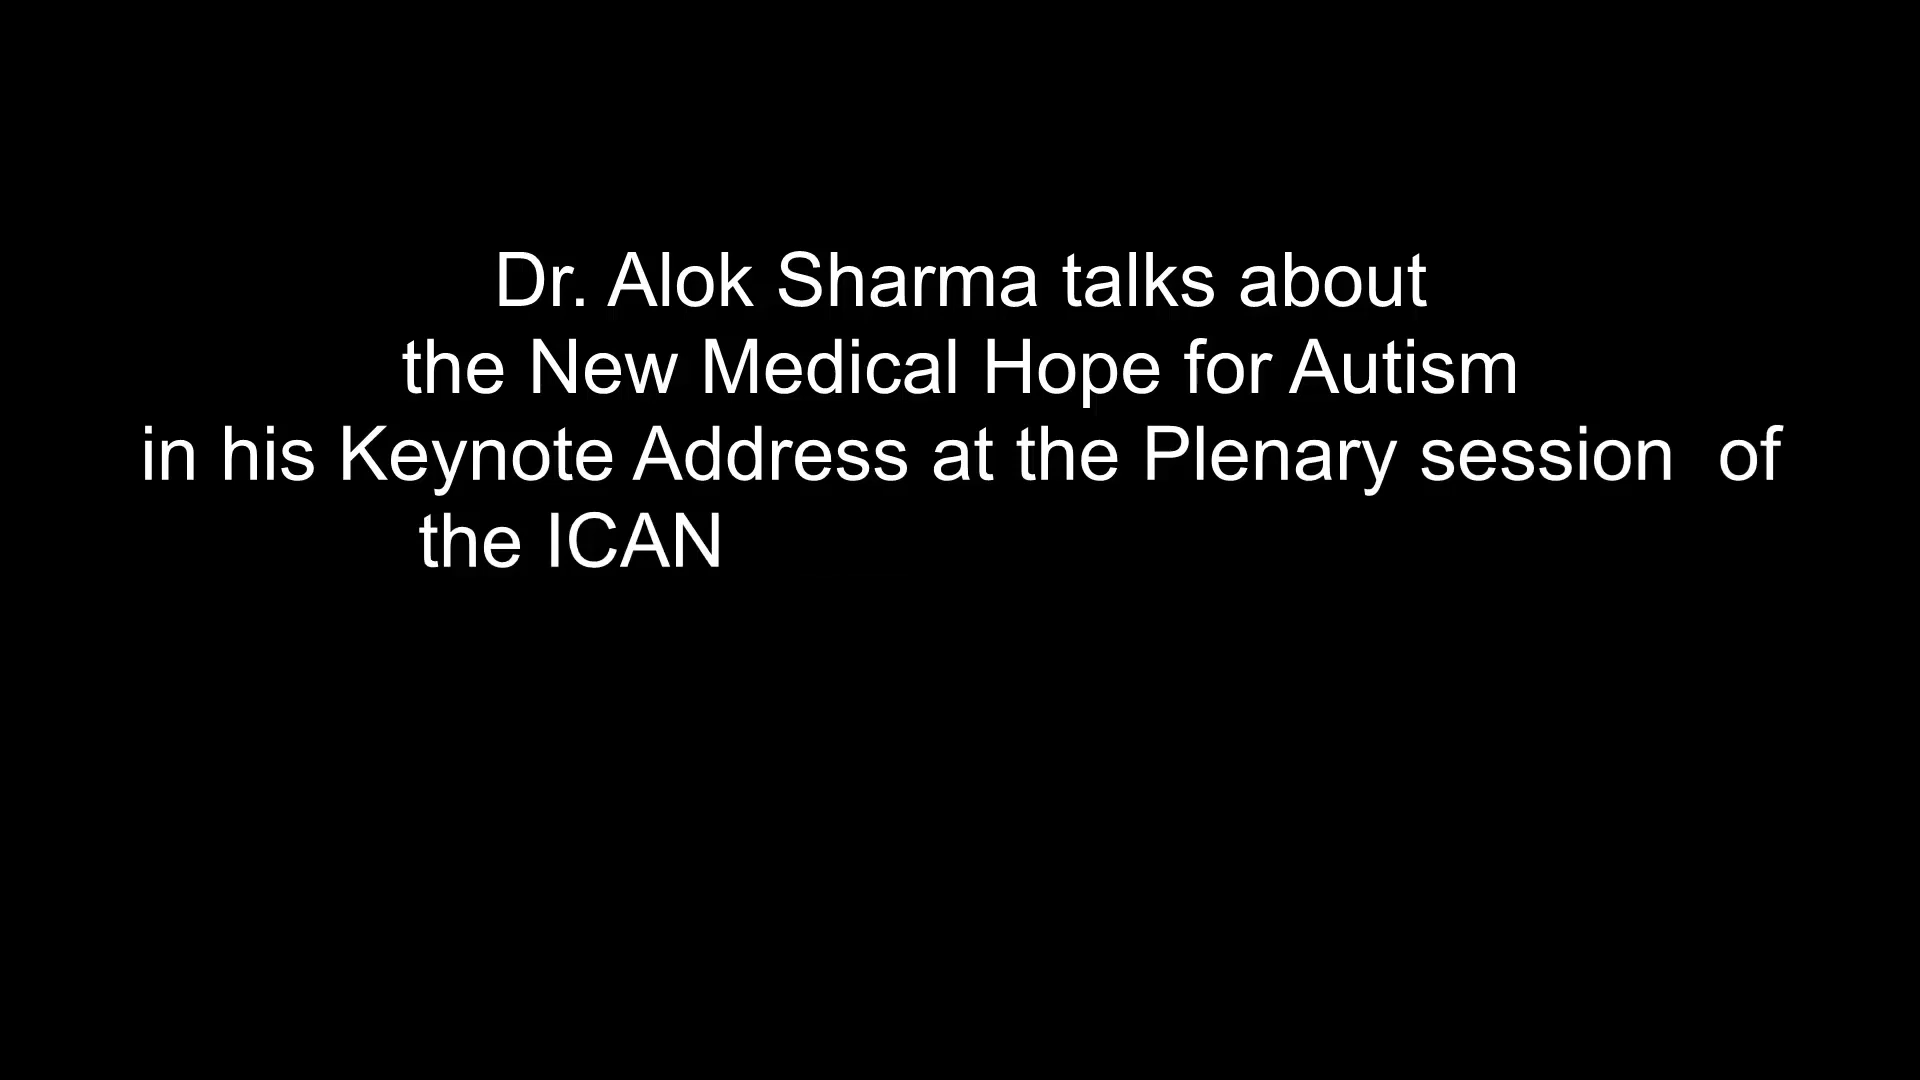 Dr. Alok Sharma talks about
the New Medical Hope for Autism
in his Keynote Address at the Plenary session  of
the ICAN